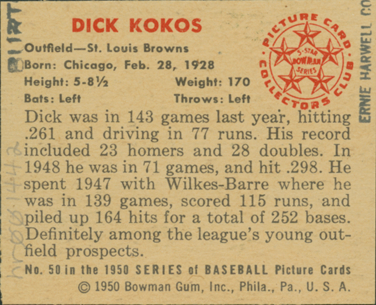 DICK KOKOS
Outfield—St. Louis Browns
Born: Chicago, Feb. 28, 1928
Height: 5-8½ Weight: 170
Bats: Left Throws: Left
PICTURE CARD
COLLECTORS CLUB
5-STAR
BOWMAN
SERIES
Dick was in 143 games last year, hitting
.261 and driving in 77 runs. His record
included 23 homers and 28 doubles. In
1948 he was in 71 games, and hit .298. He
spent 1947 with Wilkes-Barre where he
was in 139 games, scored 115 runs, and
piled up 164 hits for a total of 252 bases.
Definitely among the league's young out-
field prospects.
No. 50 in the 1950 SERIES of BASEBALL Picture Cards
©1950 Bowman Gum, Inc., Phila., Pa., U. S. A.
BURT
ERNIE HARWELL CO